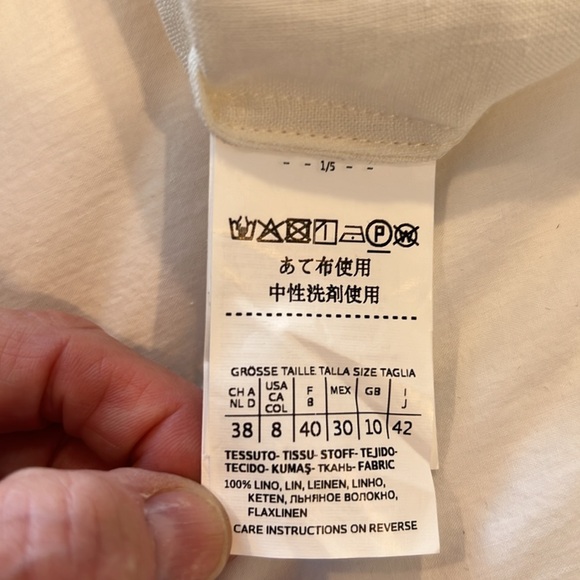 - - 1/5 - -
あて布使用
中性洗剤使用
GRÖSSE TAILLE TALLA SIZE TAGLIA
CH A NL D USA CA COL F B MEX GB I J
38 8 40 30 10 42
TESSUTO- TISSU- STOFF- TEJIDO-
TECIDO- KUMAŞ- ТКАНЬ- FABRIC
100% LINO, LIN, LEINEN, LINHO,
KETEN, ЛЬНЯНОЕ ВОЛОКНО,
FLAXLINEN
CARE INSTRUCTIONS ON REVERSE